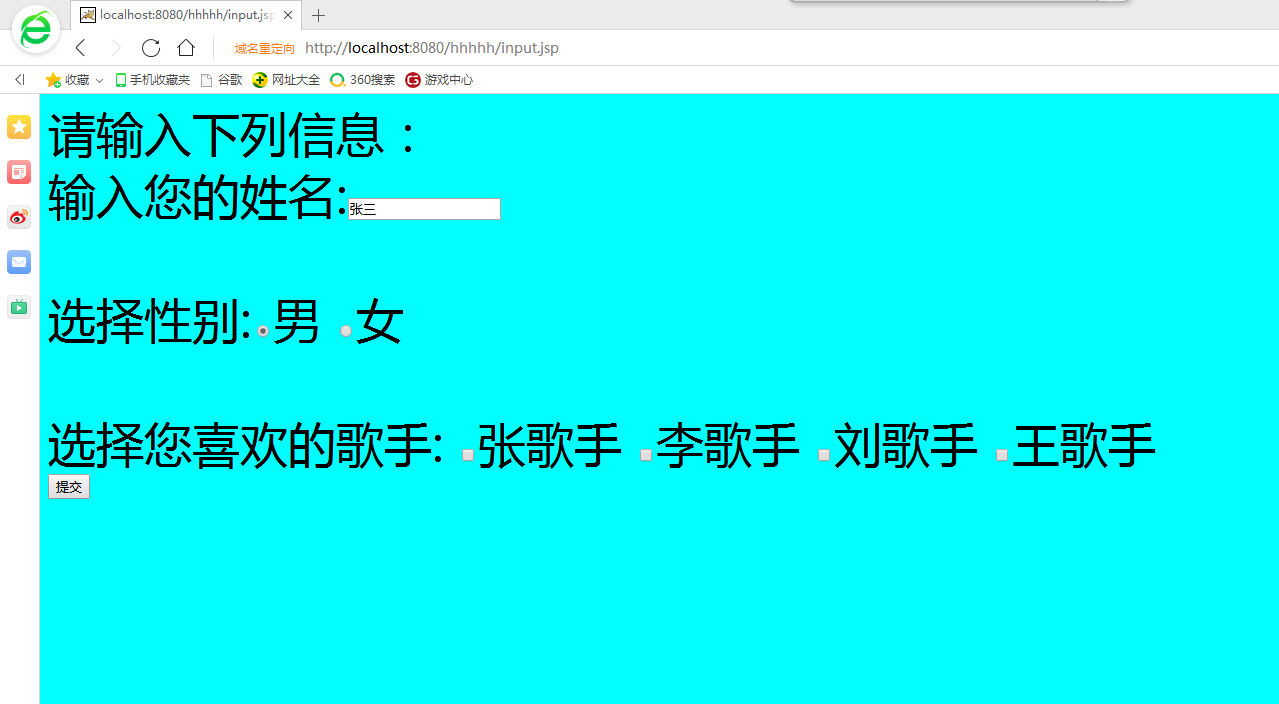 localhost:8080/hhhhh/input.jsp
域名重定向 http://localhost:8080/hhhhh/input.jsp
收藏 手机收藏夹 谷歌 网址大全 360搜索 游戏中心
请输入下列信息：
输入您的姓名:张三
选择性别: 男 女
选择您喜欢的歌手: 张歌手 李歌手 刘歌手 王歌手
提交